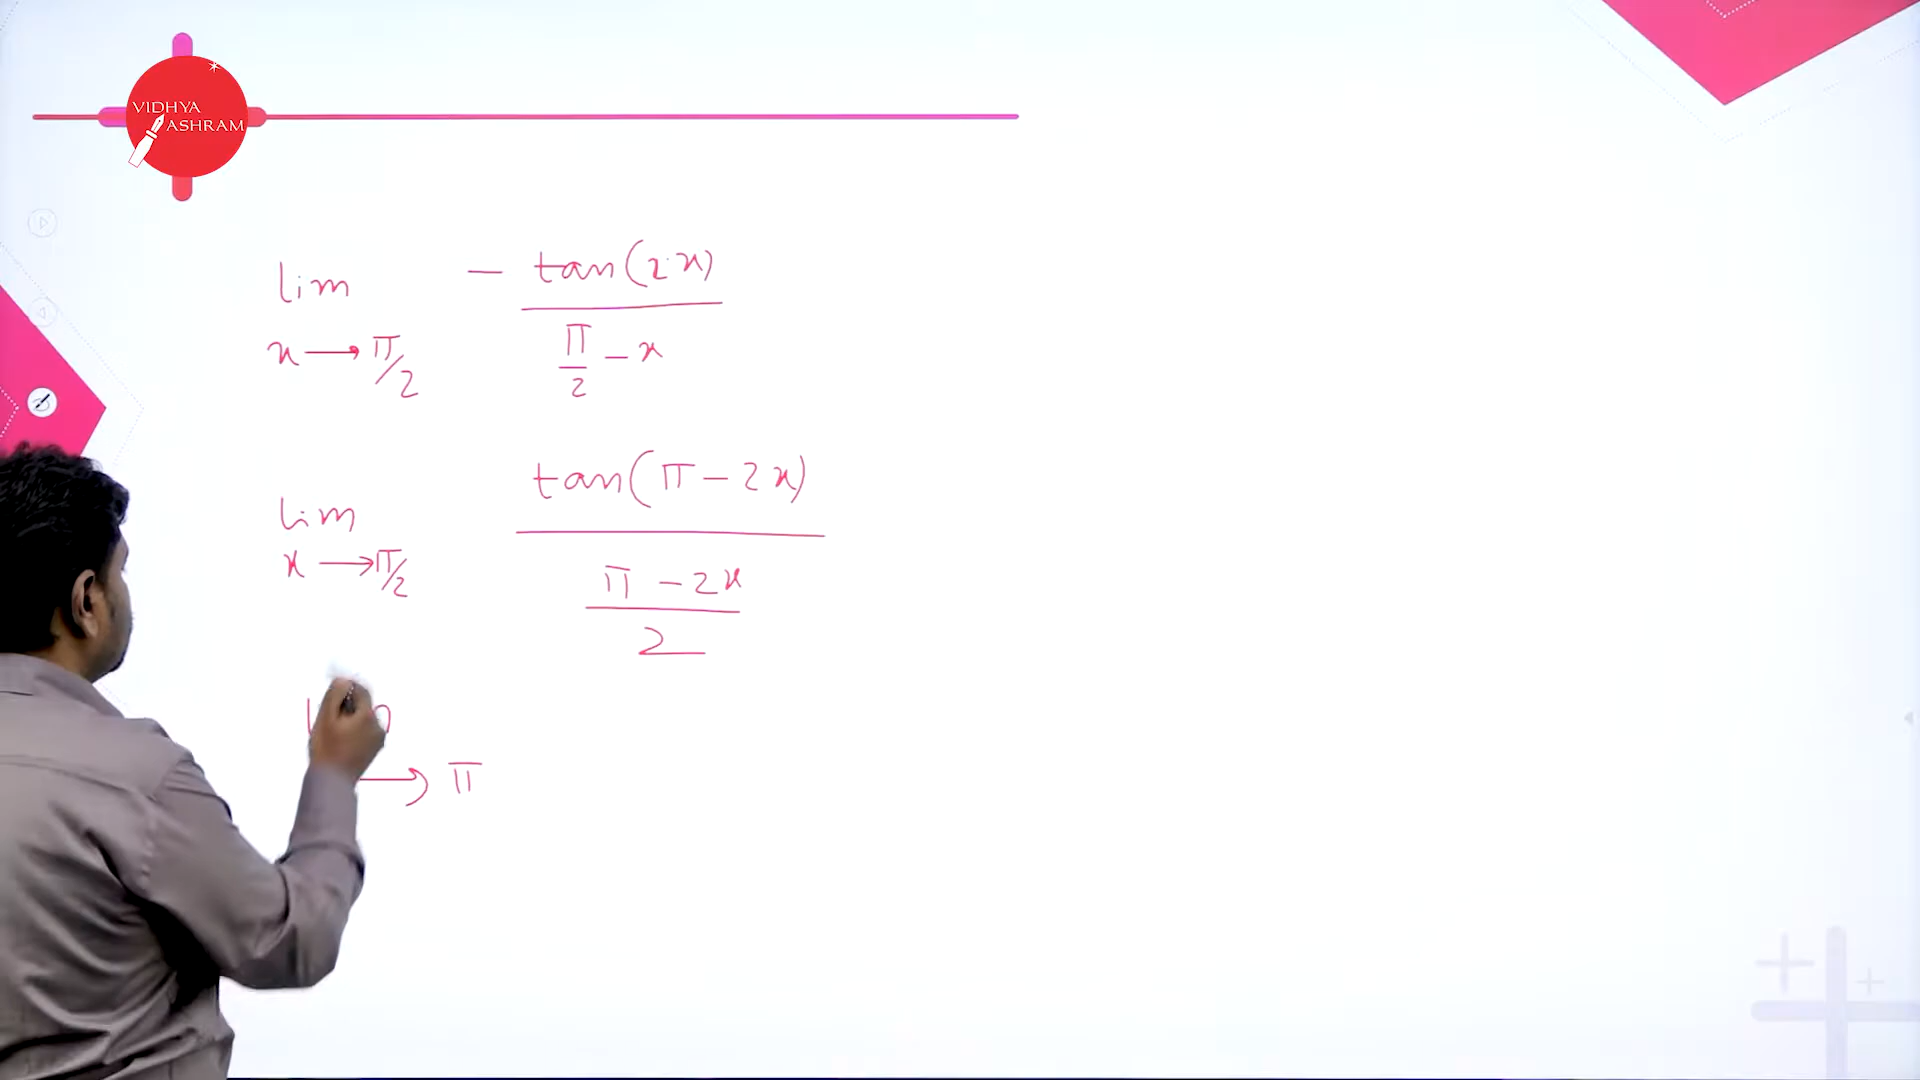 VIDHYA
ASHRAM
lim - tan(2x)
x → π/2 π/2 - x
lim tan(π - 2x)
x → π/2 π - 2x
2
→ π